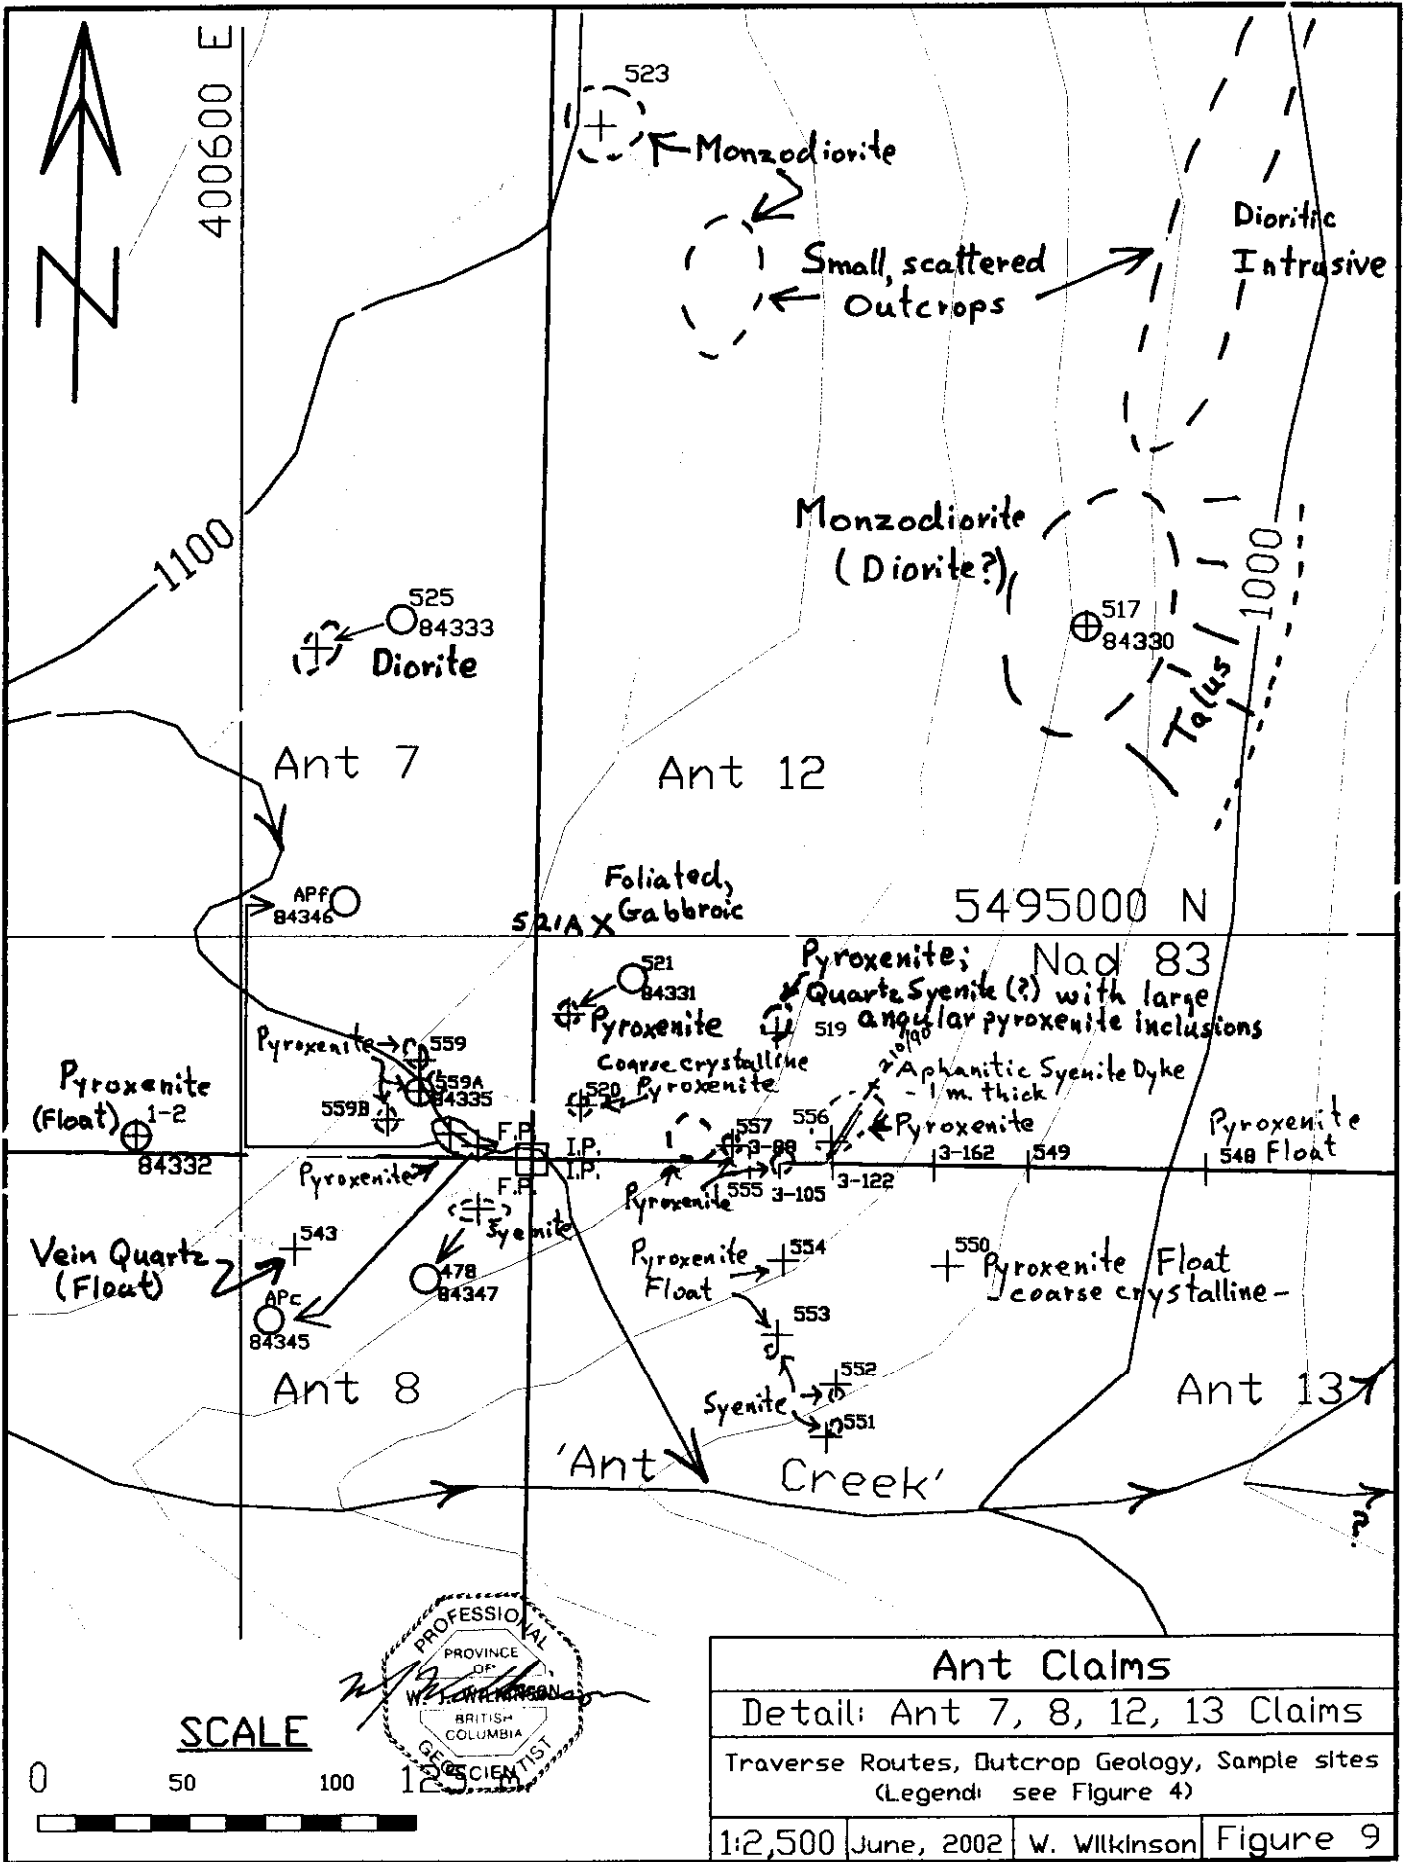 400600 E
N
523
Monzodiorite
Small, scattered
Outcrops
Dioritic
Intrusive
1100
Monzodiorite
(Diorite?)
1000
525
84333
Diorite
517
84330
Talus
Ant 7
Ant 12
APf
84346
Foliated,
Gabbroic
521A X
5495000 N
Nad 83
521
84331
Pyroxenite
Pyroxenite;
Quartz Syenite (?) with large
angular pyroxenite inclusions
519
210/90
Aphanitic Syenite Dyke
- 1 m. thick
Pyroxenite
559
559A
84335
559B
Coarse crystalline
Pyroxenite
520
Pyroxenite
(Float)
1-2
84332
F.P.
I.P.
F.P.
I.P.
557
3-88
556
Pyroxenite
3-162
549
Pyroxenite
Float
548
Pyroxenite
Pyroxenite
555
3-105
3-122
Syenite
543
Vein Quartz
(Float)
478
84347
APc
84345
Pyroxenite
Float
554
550
Pyroxenite Float
coarse crystalline -
553
552
Syenite
551
Ant 8
Ant 13
'Ant Creek'
?
PROFESSIONAL
PROVINCE
OF
W. J. WILKINSON
BRITISH
COLUMBIA
GEOSCIENTIST
SCALE
0 50 100 125 m
Ant Claims
Detail: Ant 7, 8, 12, 13 Claims
Traverse Routes, Outcrop Geology, Sample sites
(Legend: see Figure 4)
1:2,500 June, 2002 W. Wilkinson Figure 9